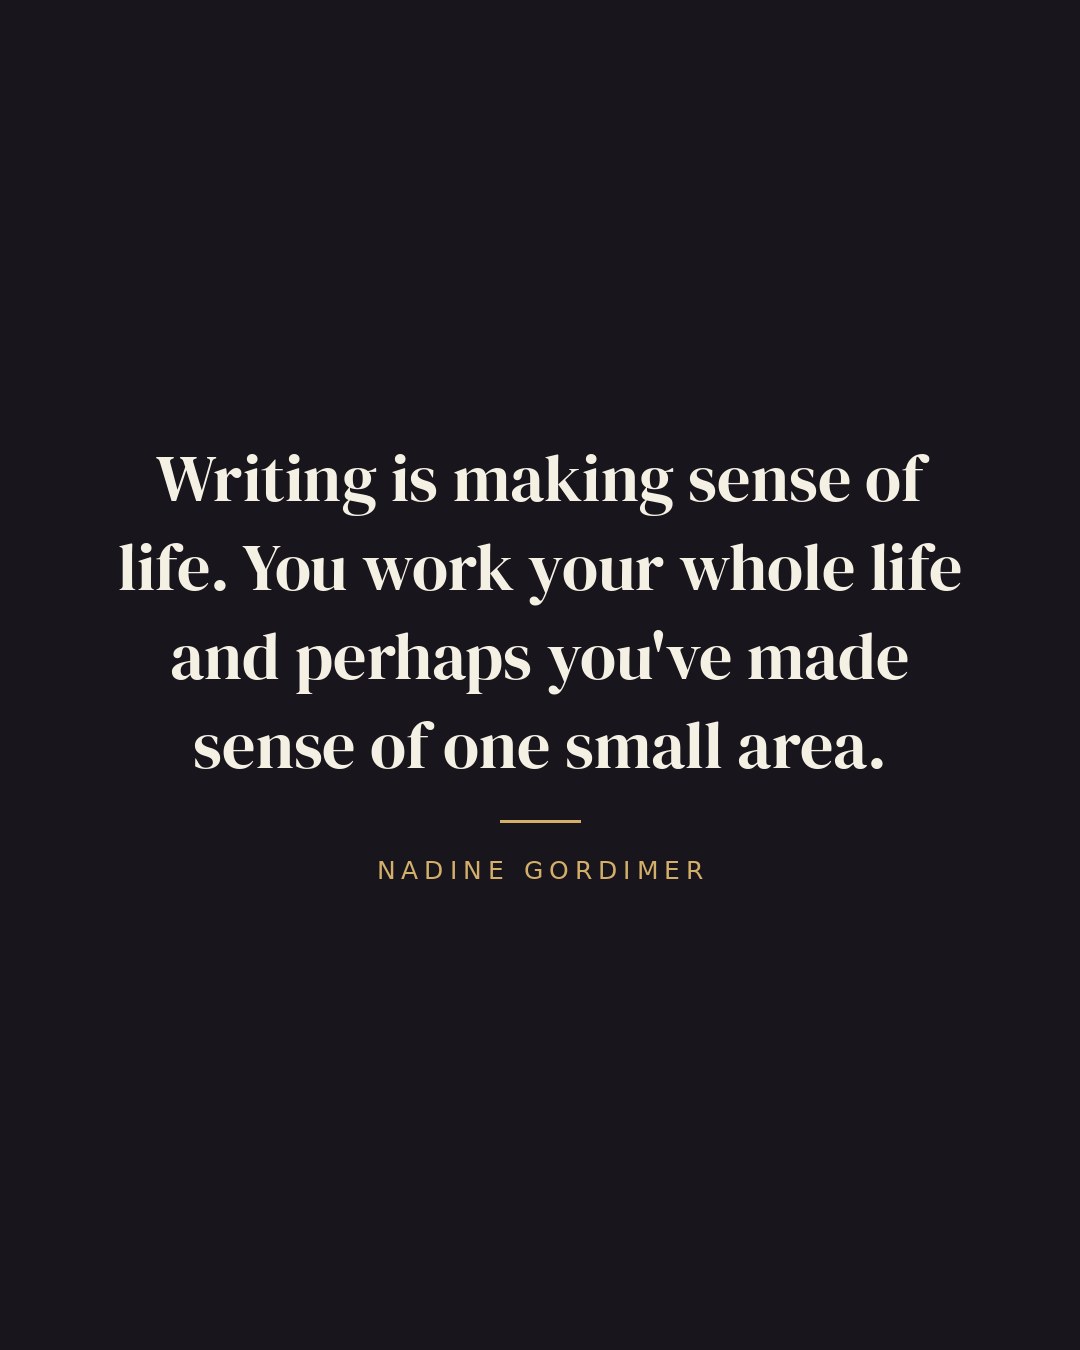 Writing is making sense of
life. You work your whole life
and perhaps you've made
sense of one small area.
NADINE GORDIMER